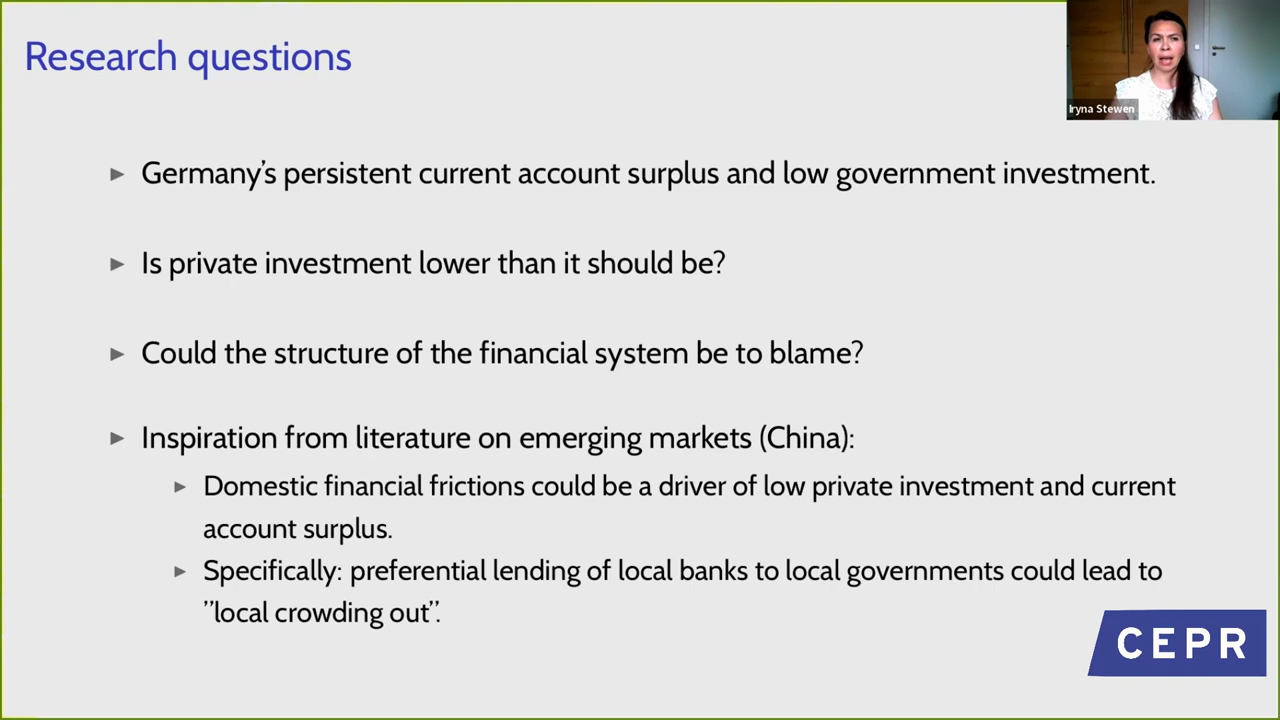 Research questions
Iryna Stewen
► Germany’s persistent current account surplus and low government investment.
► Is private investment lower than it should be?
► Could the structure of the financial system be to blame?
► Inspiration from literature on emerging markets (China):
► Domestic financial frictions could be a driver of low private investment and current
account surplus.
► Specifically: preferential lending of local banks to local governments could lead to
”local crowding out”.
CEPR